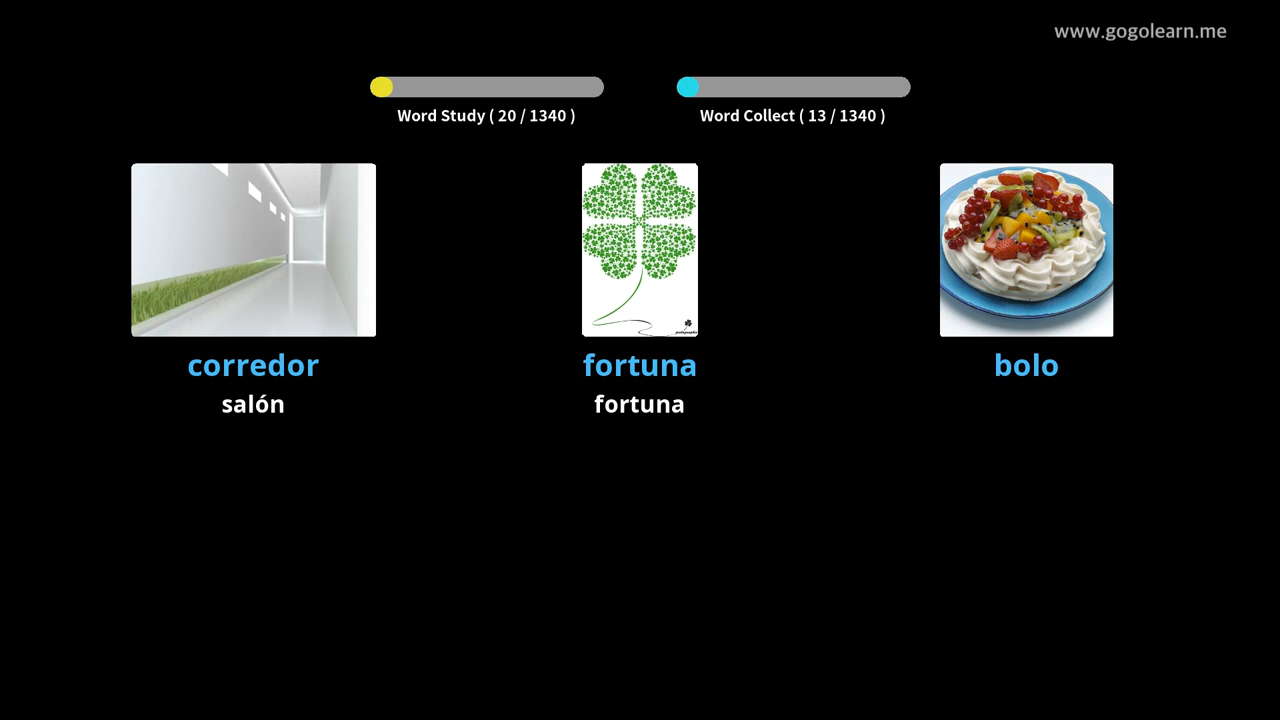 www.gogolearn.me
Word Study ( 20 / 1340 )
Word Collect ( 13 / 1340 )
corredor
fortuna
bolo
salón
fortuna